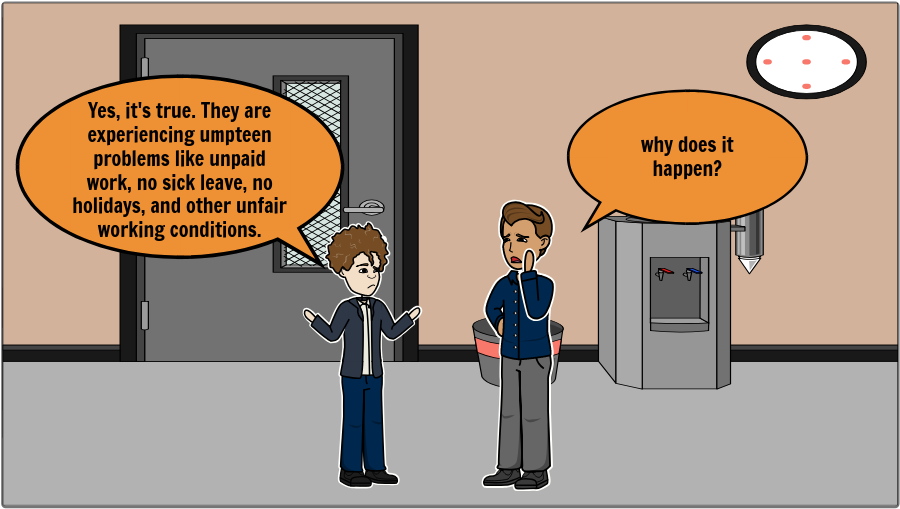 Yes, it's true. They are
experiencing umpteen
problems like unpaid
work, no sick leave, no
holidays, and other unfair
working conditions.
why does it
happen?